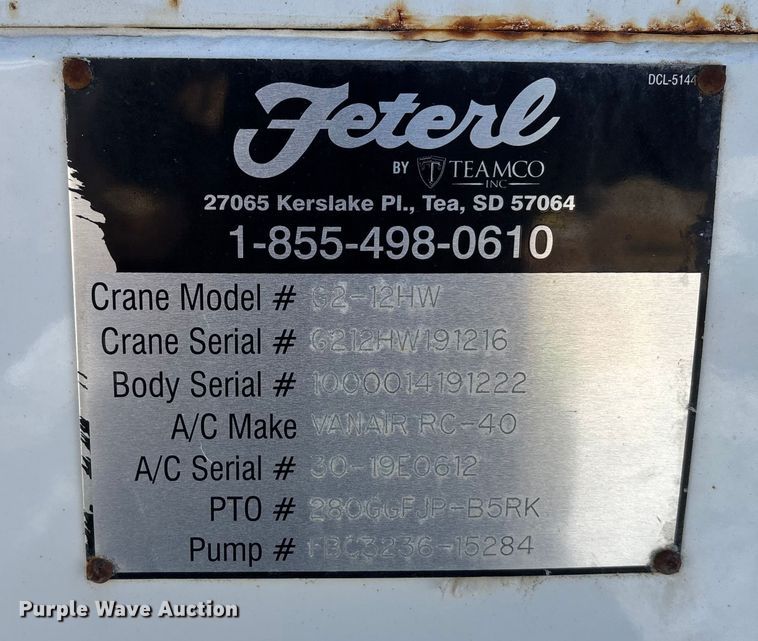 DCL-5144
Feterl
BY TEAMCO
INC
27065 Kerslake Pl., Tea, SD 57064
1-855-498-0610
Crane Model # G2-12HW
Crane Serial # G212HW191216
Body Serial # 1000014191222
A/C Make VANAIR RC-40
A/C Serial # 30-19E0612
PTO # 280GGFJP-B5RK
Pump #
Purple Wave Auction